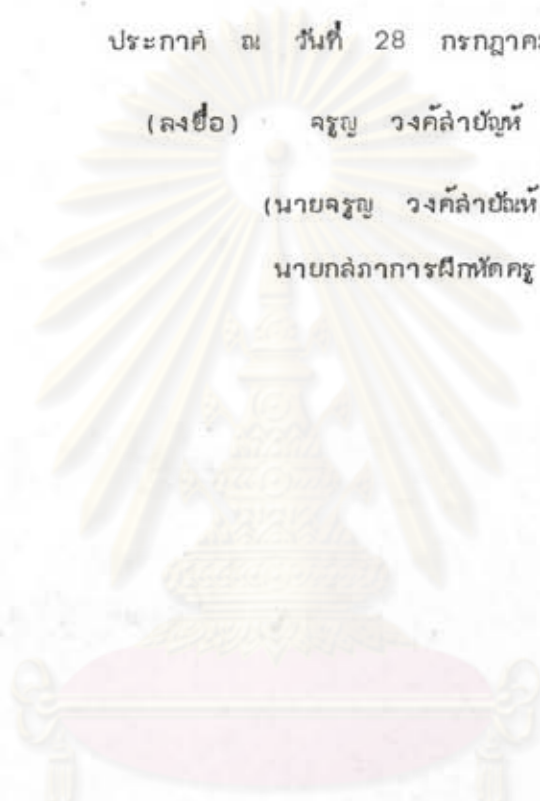 ประกาศ ณ วันที่ 28 กรกฎาค
(ลงชื่อ) จรูญ วงศ์สายัณห์
(นายจรูญ วงศ์สายัณห์
นายกสภาการฝึกหัดครู